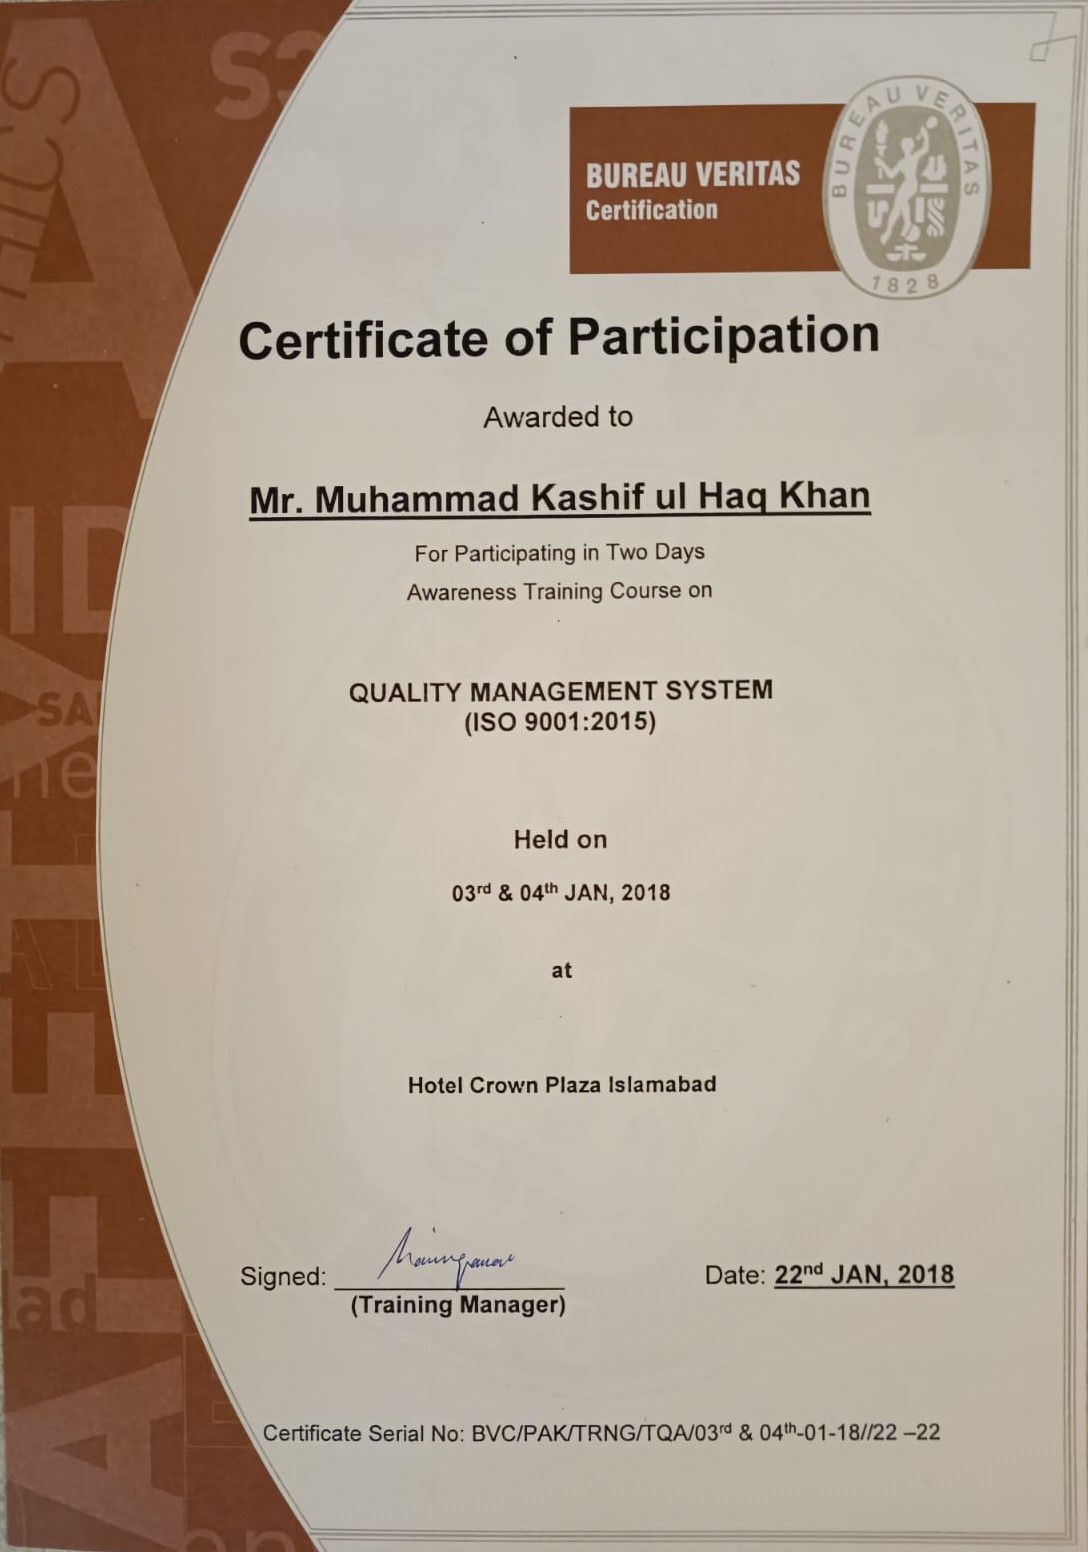 BUREAU VERITAS
Certification
BUREAU VERITAS
1828
Certificate of Participation
Awarded to
Mr. Muhammad Kashif ul Haq Khan
For Participating in Two Days
Awareness Training Course on
QUALITY MANAGEMENT SYSTEM
(ISO 9001:2015)
Held on
03rd & 04th JAN, 2018
at
Hotel Crown Plaza Islamabad
Signed:
(Training Manager)
Date: 22nd JAN, 2018
Certificate Serial No: BVC/PAK/TRNG/TQA/03rd & 04th-01-18//22 –22